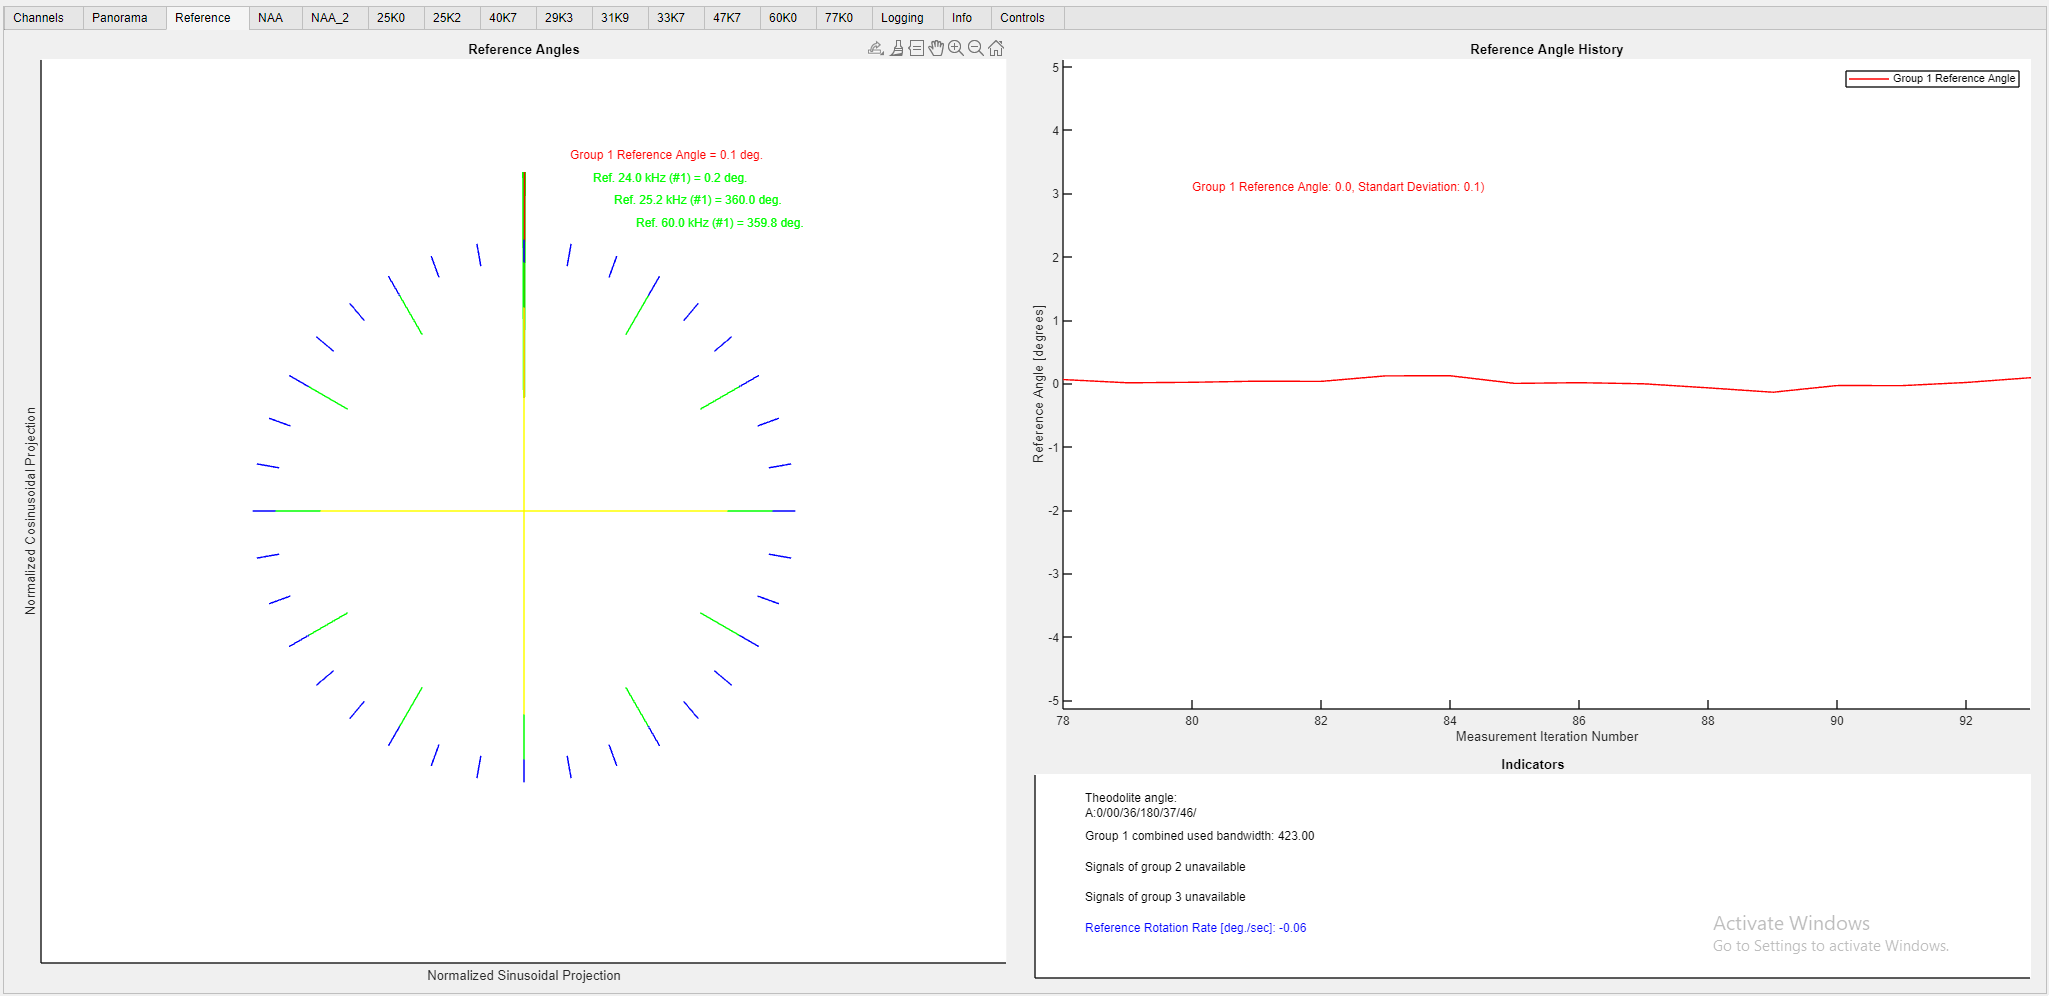 Channels Panorama Reference NAA NAA_2 25K0 25K2 40K7 29K3 31K9 33K7 47K7 60K0 77K0 Logging Info Controls
Reference Angles
Group 1 Reference Angle = 0.1 deg.
Ref. 24.0 kHz (#1) = 0.2 deg.
Ref. 25.2 kHz (#1) = 360.0 deg.
Ref. 60.0 kHz (#1) = 359.8 deg.
Normalized Cosinusoidal Projection
Normalized Sinusoidal Projection
Reference Angle History
Group 1 Reference Angle
Group 1 Reference Angle: 0.0, Standart Deviation: 0.1)
Reference Angle [degrees]
5
4
3
2
1
0
-1
-2
-3
-4
-5
78 80 82 84 86 88 90 92
Measurement Iteration Number
Indicators
Theodolite angle:
A:0/00/36/180/37/46/
Group 1 combined used bandwidth: 423.00
Signals of group 2 unavailable
Signals of group 3 unavailable
Reference Rotation Rate [deg./sec]: -0.06
Activate Windows
Go to Settings to activate Windows.